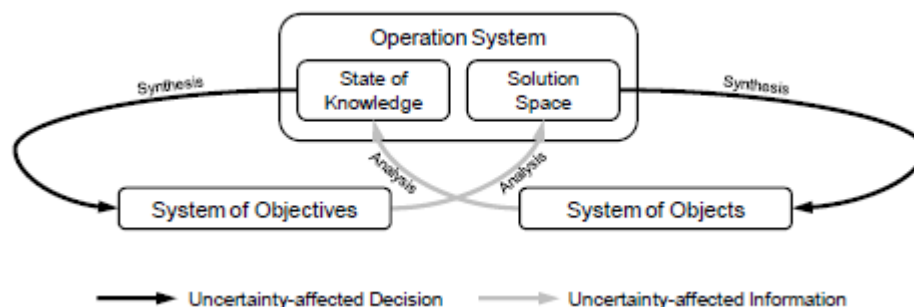 Operation System
State of
Knowledge
Solution
Space
Synthesis
Synthesis
Analysis
Analysis
System of Objectives
System of Objects
Uncertainty-affected Decision
Uncertainty-affected Information